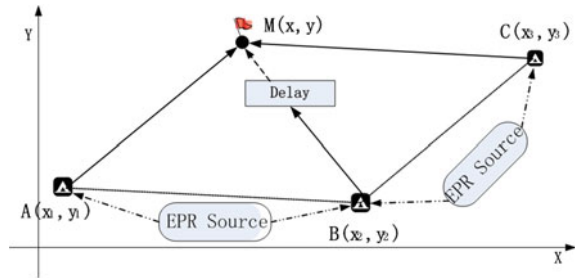 Y
M(x, y)
C(x₃, y₃)
Delay
EPR Source
A(x₁, y₁)
EPR Source
B(x₂, y₂)
X